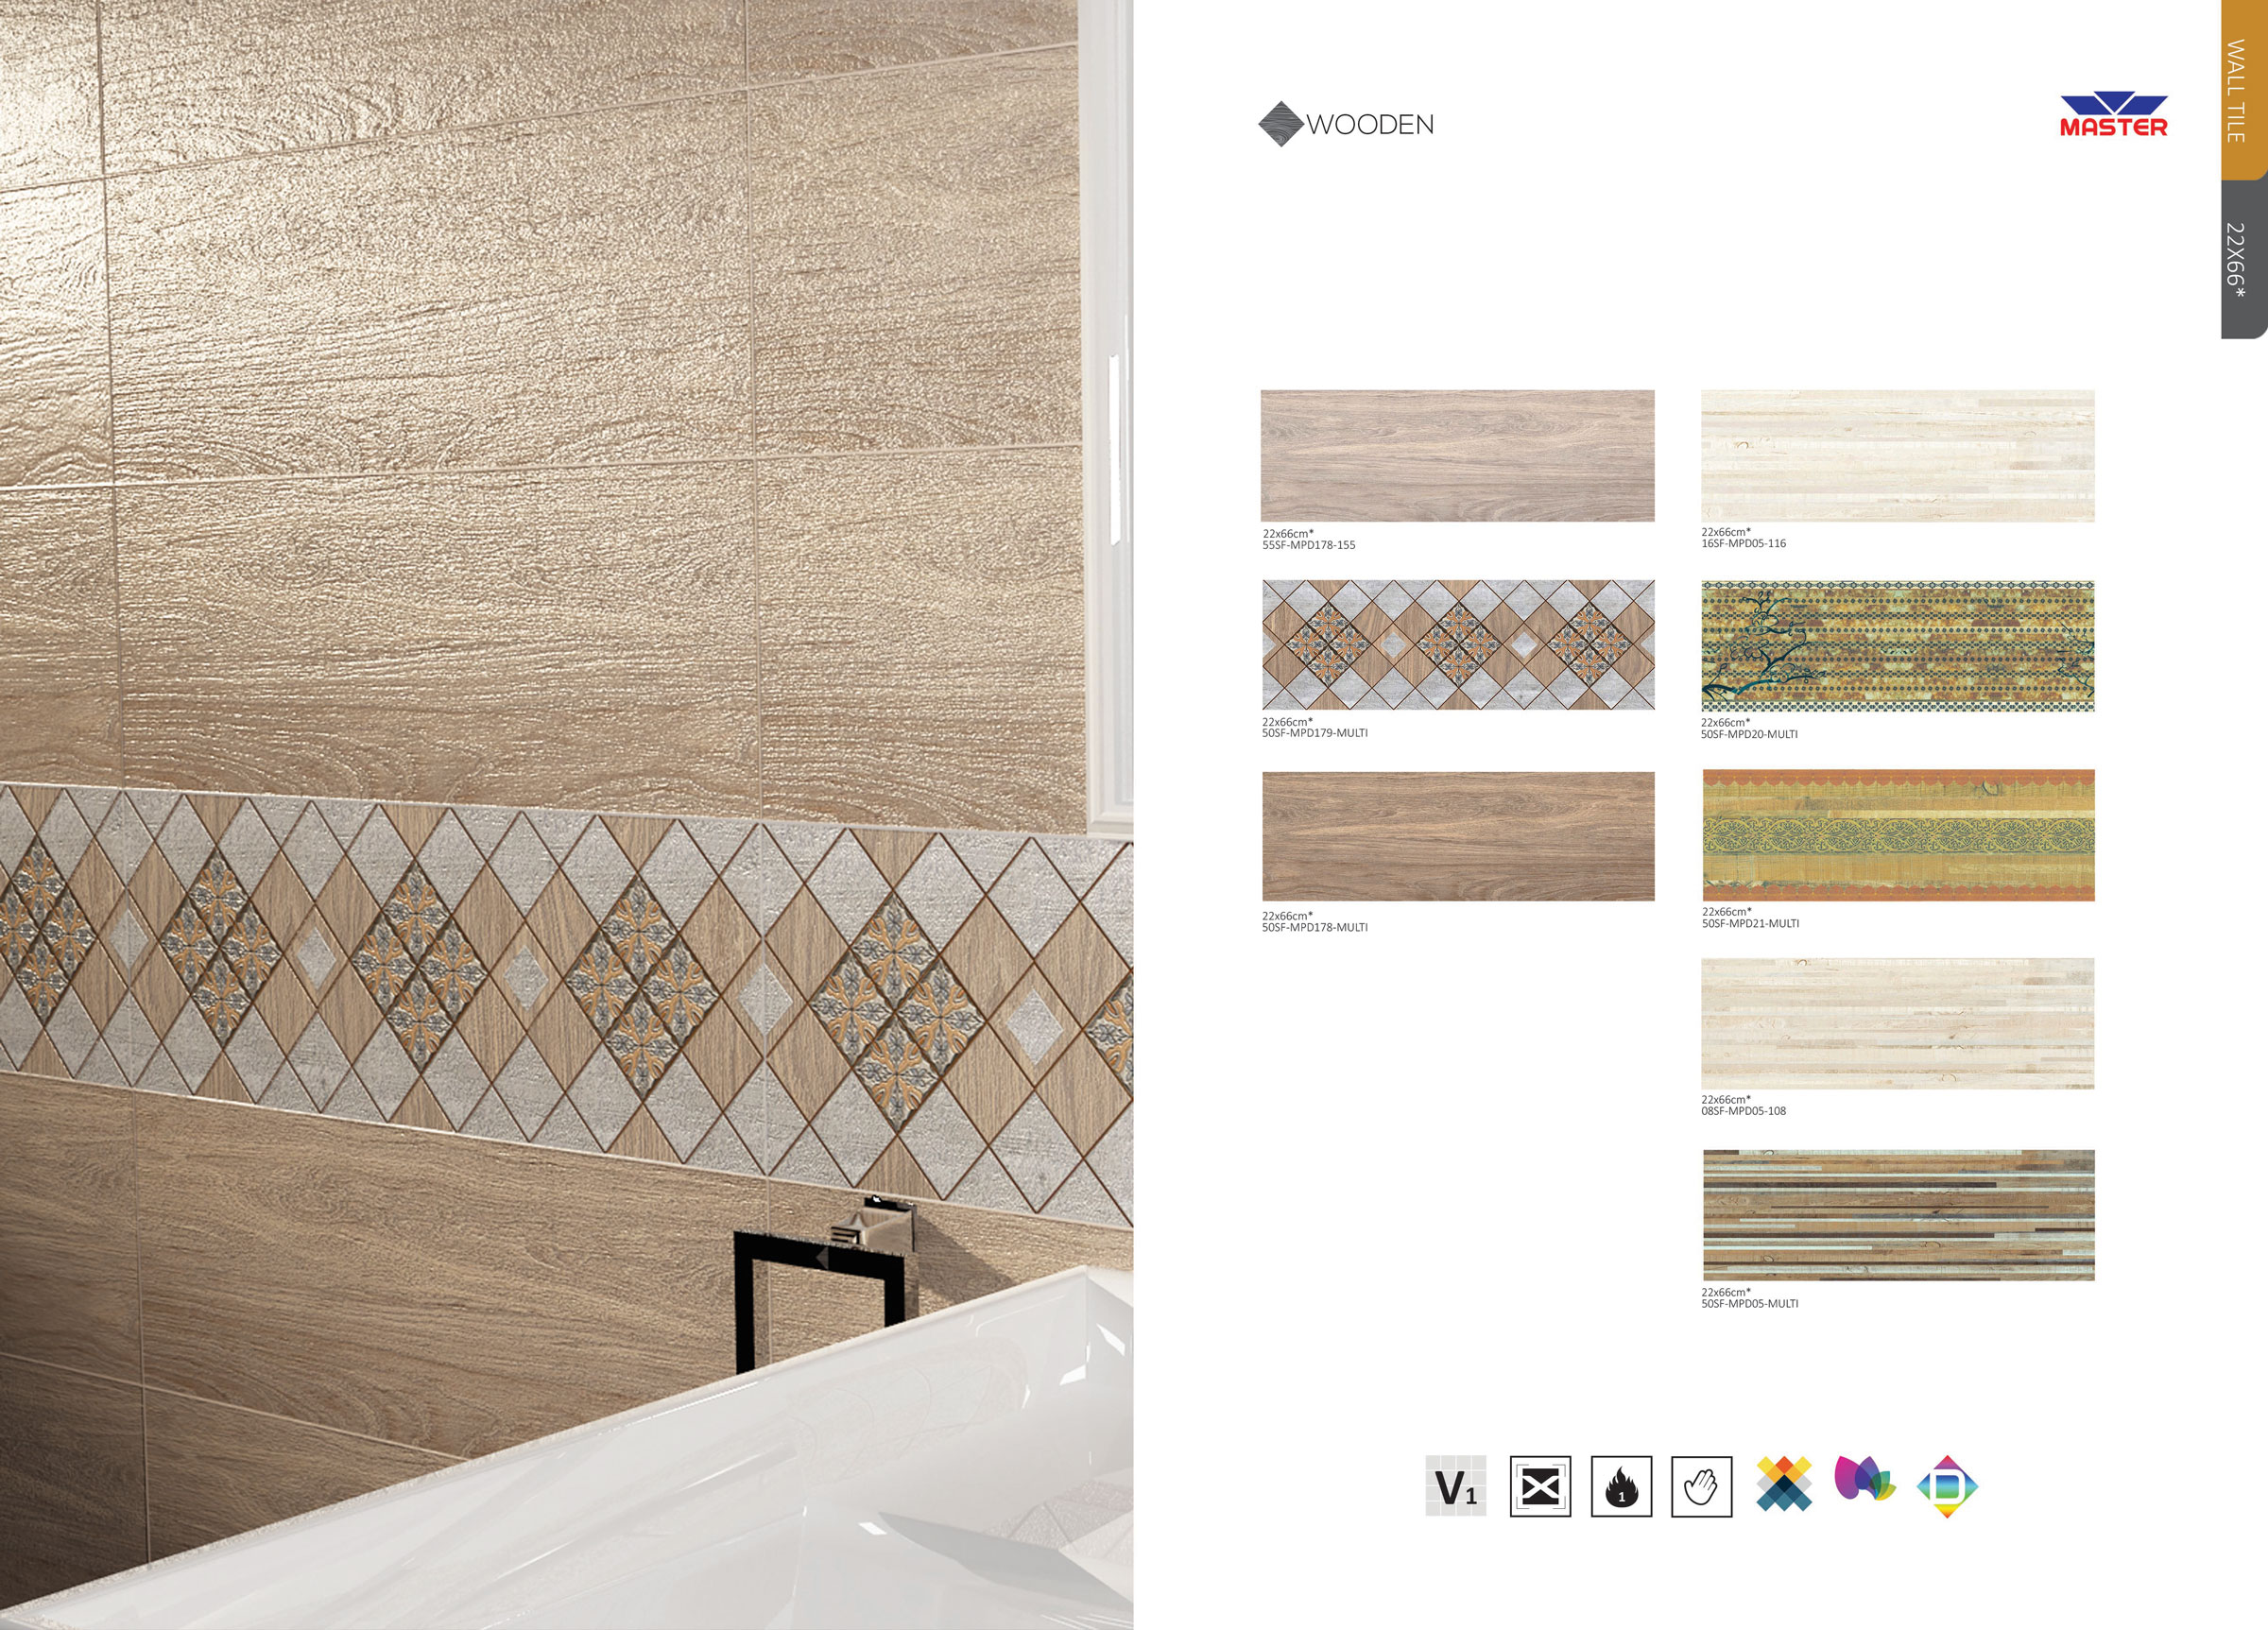 WOODEN
MASTER
WALL TILE
22X66*
22x66cm*
55SF-MPD178-155
22x66cm*
50SF-MPD179-MULTI
22x66cm*
50SF-MPD178-MULTI
22x66cm*
16SF-MPD05-116
22x66cm*
50SF-MPD20-MULTI
22x66cm*
50SF-MPD21-MULTI
22x66cm*
08SF-MPD05-108
22x66cm*
50SF-MPD05-MULTI
V1
1
D